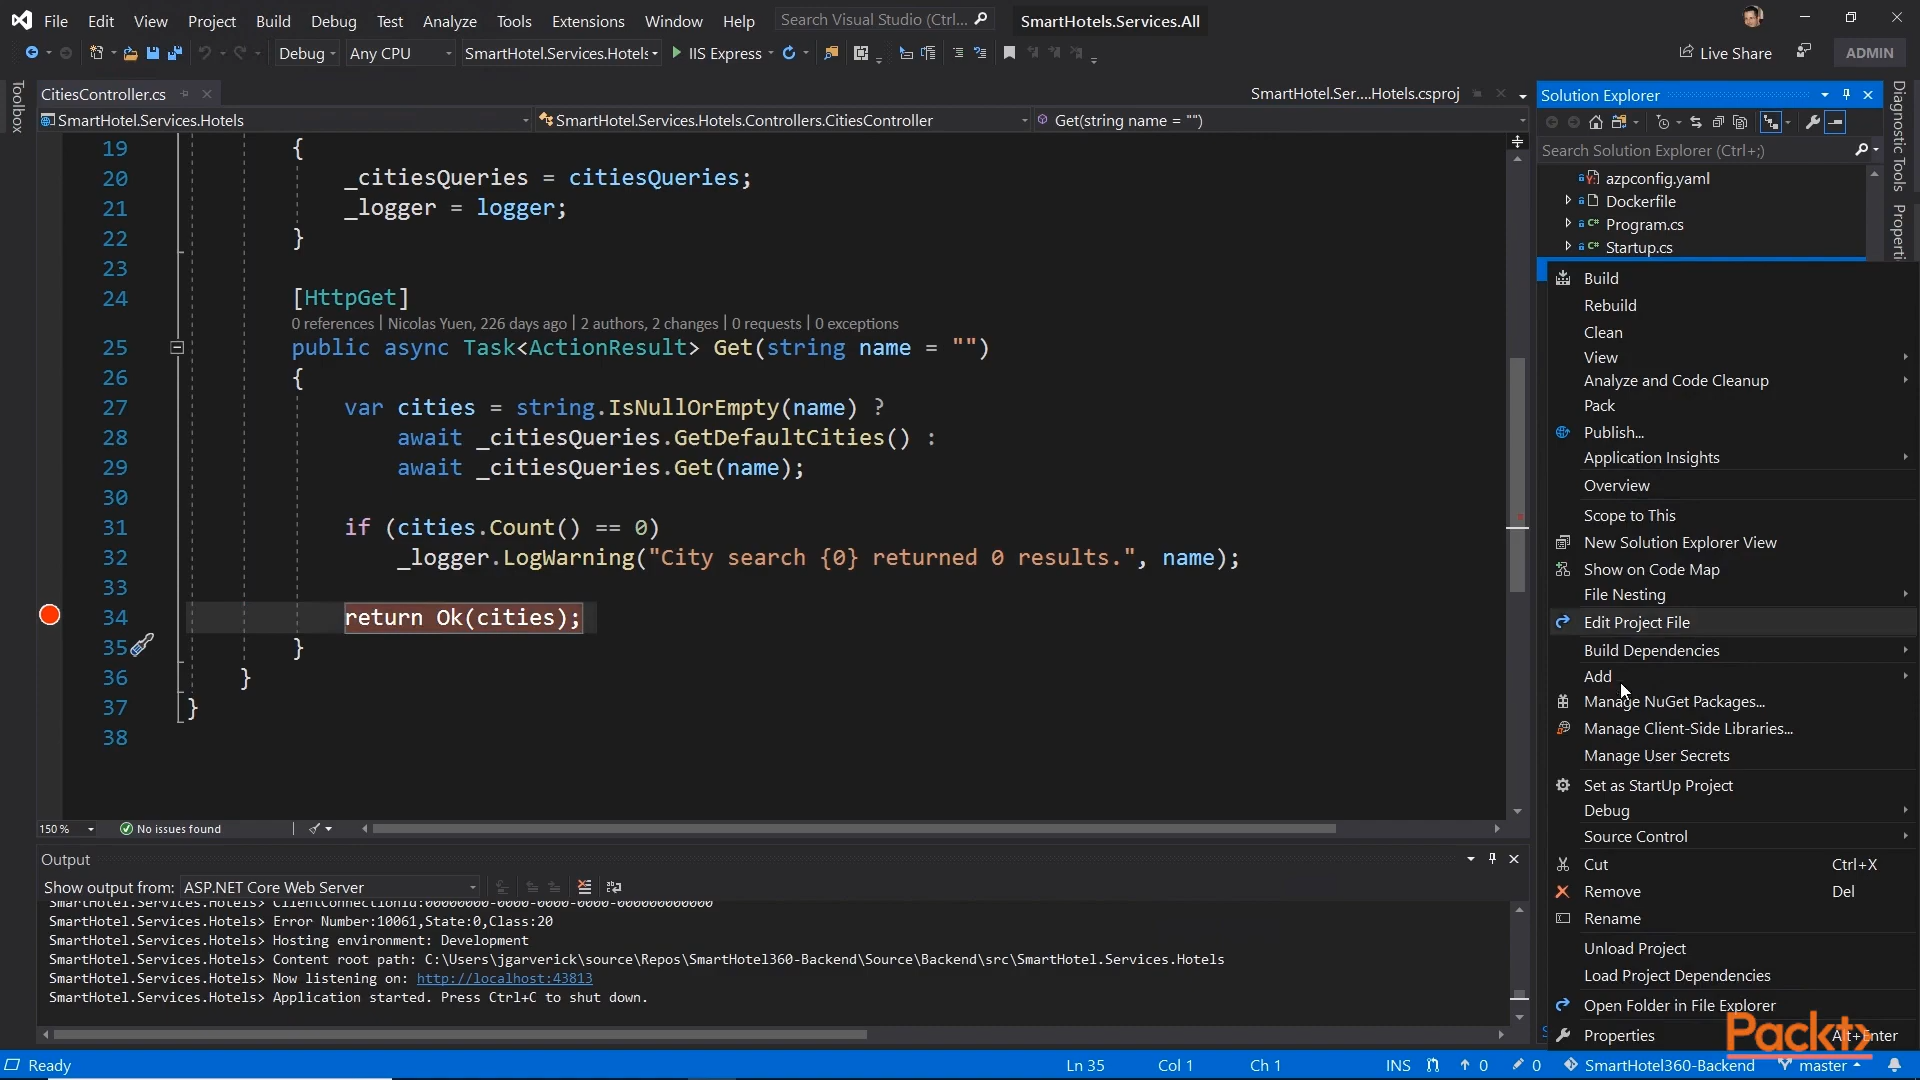 File Edit View Project Build Debug Test Analyze Tools Extensions Window Help Search Visual Studio (Ctrl... SmartHotels.Services.All
Debug Any CPU SmartHotel.Services.Hotels IIS Express Live Share ADMIN
Toolbox
CitiesController.cs
SmartHotel.Ser....Hotels.csproj
SmartHotel.Services.Hotels
SmartHotel.Services.Hotels.Controllers.CitiesController
Get(string name = "")
19 {
20 _citiesQueries = citiesQueries;
21 _logger = logger;
22 }
23
24 [HttpGet]
0 references | Nicolas Yuen, 226 days ago | 2 authors, 2 changes | 0 requests | 0 exceptions
25 public async Task<ActionResult> Get(string name = "")
26 {
27 var cities = string.IsNullOrEmpty(name) ?
28 await _citiesQueries.GetDefaultCities() :
29 await _citiesQueries.Get(name);
30
31 if (cities.Count() == 0)
32 _logger.LogWarning("City search {0} returned 0 results.", name);
33
34 return Ok(cities);
35 }
36 }
37 }
38
150 % No issues found
Output
Show output from: ASP.NET Core Web Server
SmartHotel.Services.Hotels> ClientConnectionId:00000000-0000-0000-0000-000000000000
SmartHotel.Services.Hotels> Error Number:10061,State:0,Class:20
SmartHotel.Services.Hotels> Hosting environment: Development
SmartHotel.Services.Hotels> Content root path: C:\Users\jgarverick\source\Repos\SmartHotel360-Backend\Source\Backend\src\SmartHotel.Services.Hotels
SmartHotel.Services.Hotels> Now listening on: http://localhost:43813
SmartHotel.Services.Hotels> Application started. Press Ctrl+C to shut down.
Solution Explorer
Search Solution Explorer (Ctrl+;)
azpconfig.yaml
Dockerfile
C# Program.cs
C# Startup.cs
Diagnostic Tools
Build
Rebuild
Clean
View
Analyze and Code Cleanup
Pack
Publish...
Application Insights
Overview
Scope to This
New Solution Explorer View
Show on Code Map
File Nesting
Edit Project File
Build Dependencies
Add
Manage NuGet Packages...
Manage Client-Side Libraries...
Manage User Secrets
Set as StartUp Project
Debug
Source Control
Cut Ctrl+X
Remove Del
Rename
Unload Project
Load Project Dependencies
Open Folder in File Explorer
Properties Alt+Enter
Packt
Ready Ln 35 Col 1 Ch 1 INS 0 0 SmartHotel360-Backend master